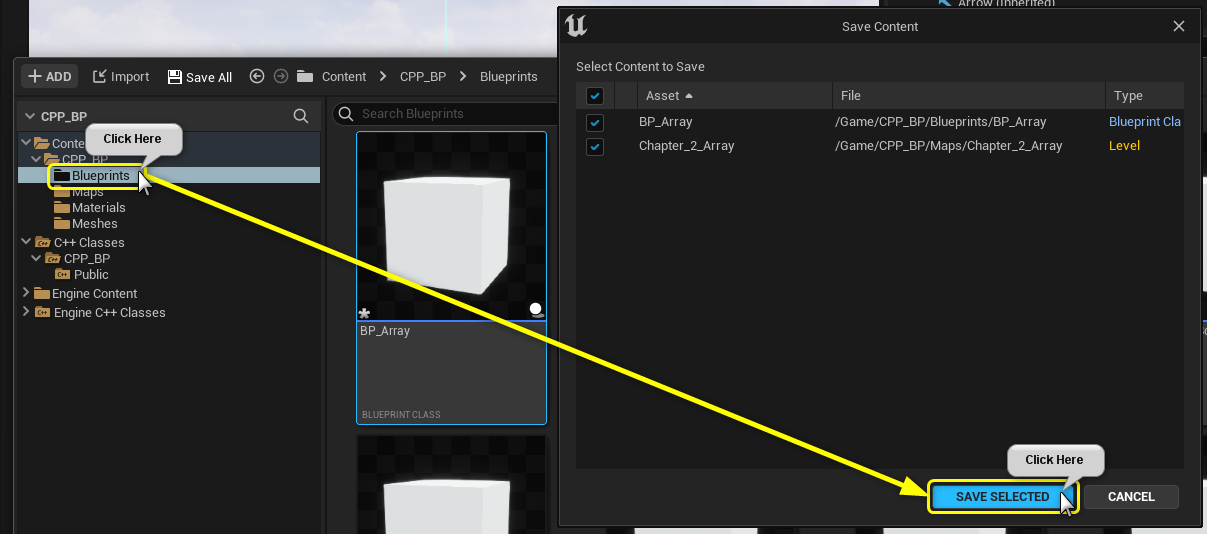 Arrow (Inherited)
Save Content
ADD
Import
Save All
Content
CPP_BP
Blueprints
Select Content to Save
Asset
File
Type
BP_Array
/Game/CPP_BP/Blueprints/BP_Array
Blueprint Cla
Chapter_2_Array
/Game/CPP_BP/Maps/Chapter_2_Array
Level
CPP_BP
Search Blueprints
Click Here
Conte
CPP_BP
Blueprints
Maps
Materials
Meshes
C++ Classes
CPP_BP
Public
Engine Content
Engine C++ Classes
BP_Array
BLUEPRINT CLASS
Click Here
SAVE SELECTED
CANCEL